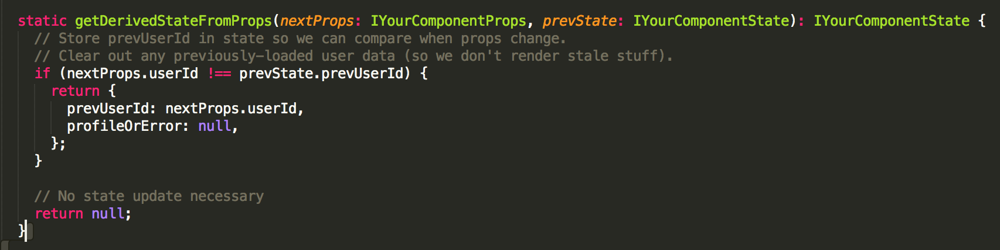 static getDerivedStateFromProps(nextProps: IYourComponentProps, prevState: IYourComponentState): IYourComponentState {
  // Store prevUserId in state so we can compare when props change.
  // Clear out any previously-loaded user data (so we don't render stale stuff).
  if (nextProps.userId !== prevState.prevUserId) {
    return {
      prevUserId: nextProps.userId,
      profileOrError: null,
    };
  }

  // No state update necessary
  return null;
}